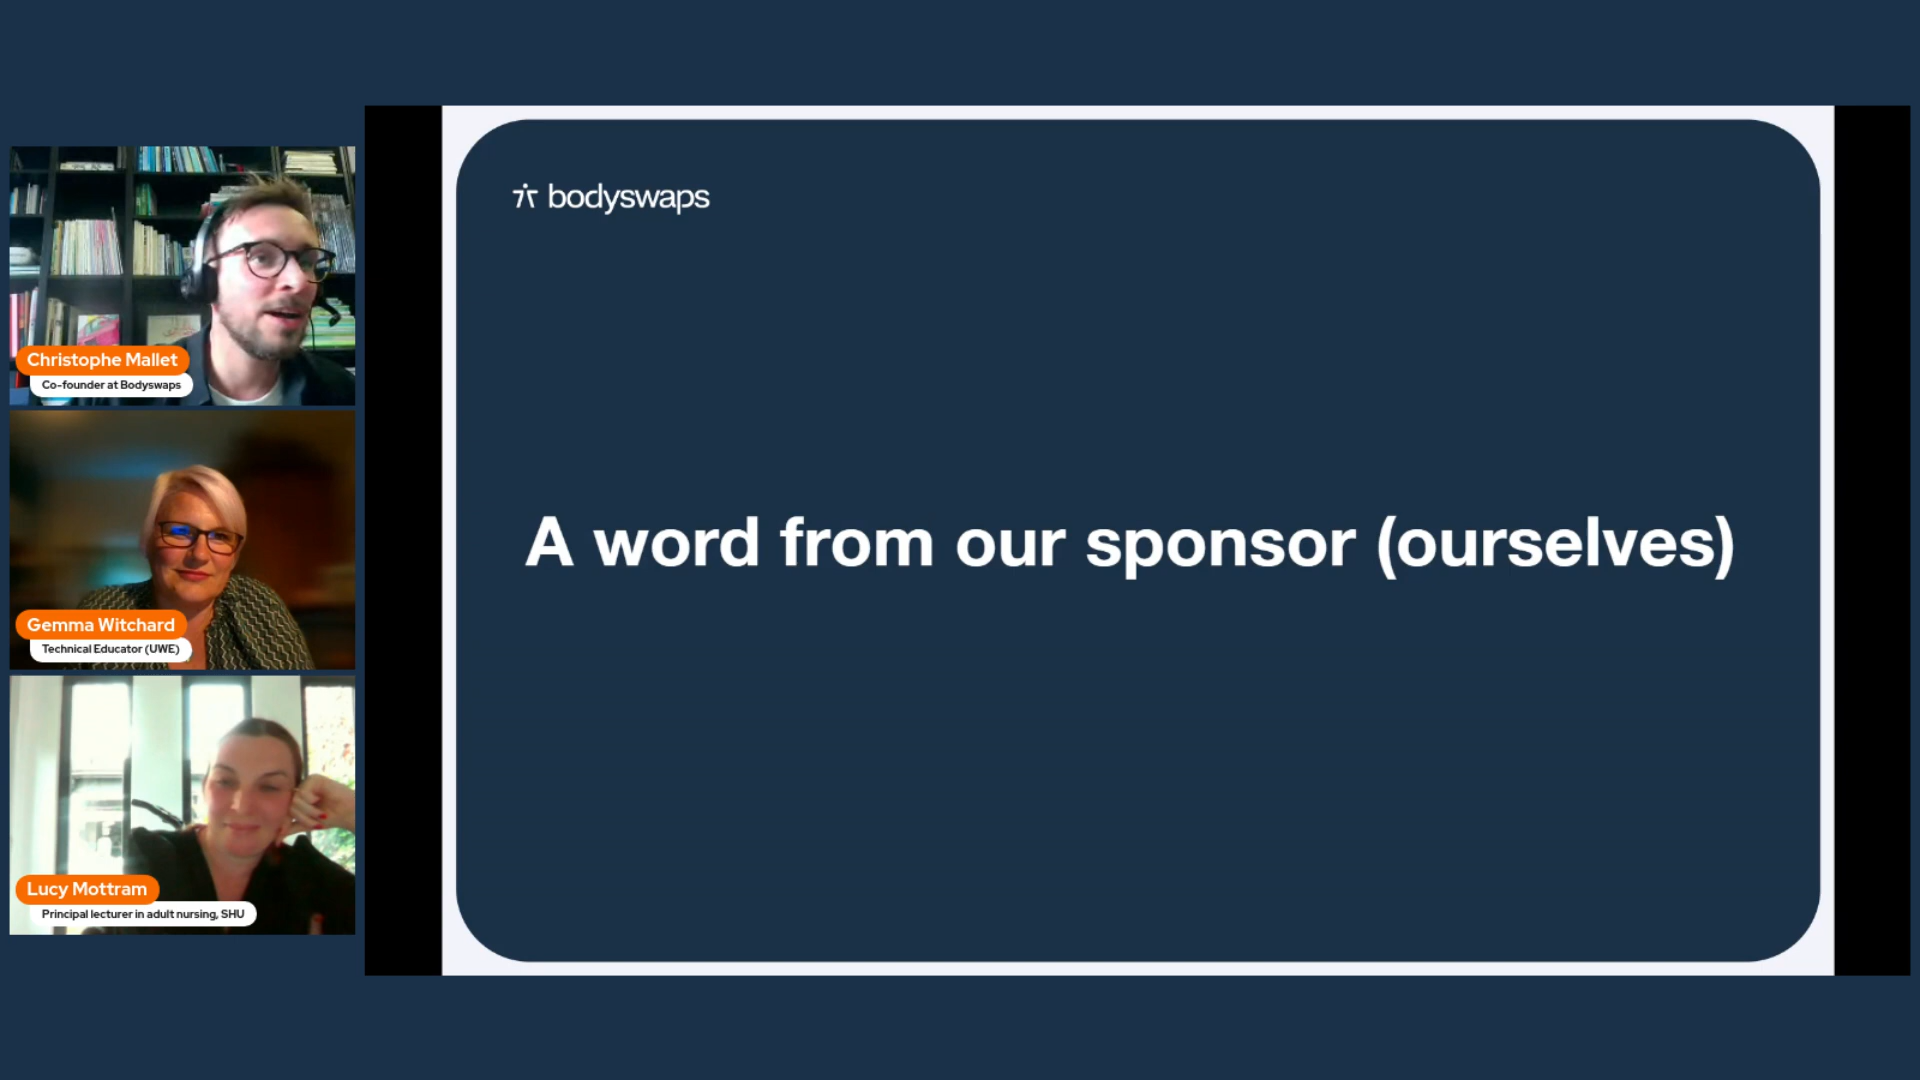 Christophe Mallet
Co-founder at Bodyswaps
Gemma Witchard
Technical Educator (UWE)
Lucy Mottram
Principal lecturer in adult nursing, SHU
bodyswaps
A word from our sponsor (ourselves)